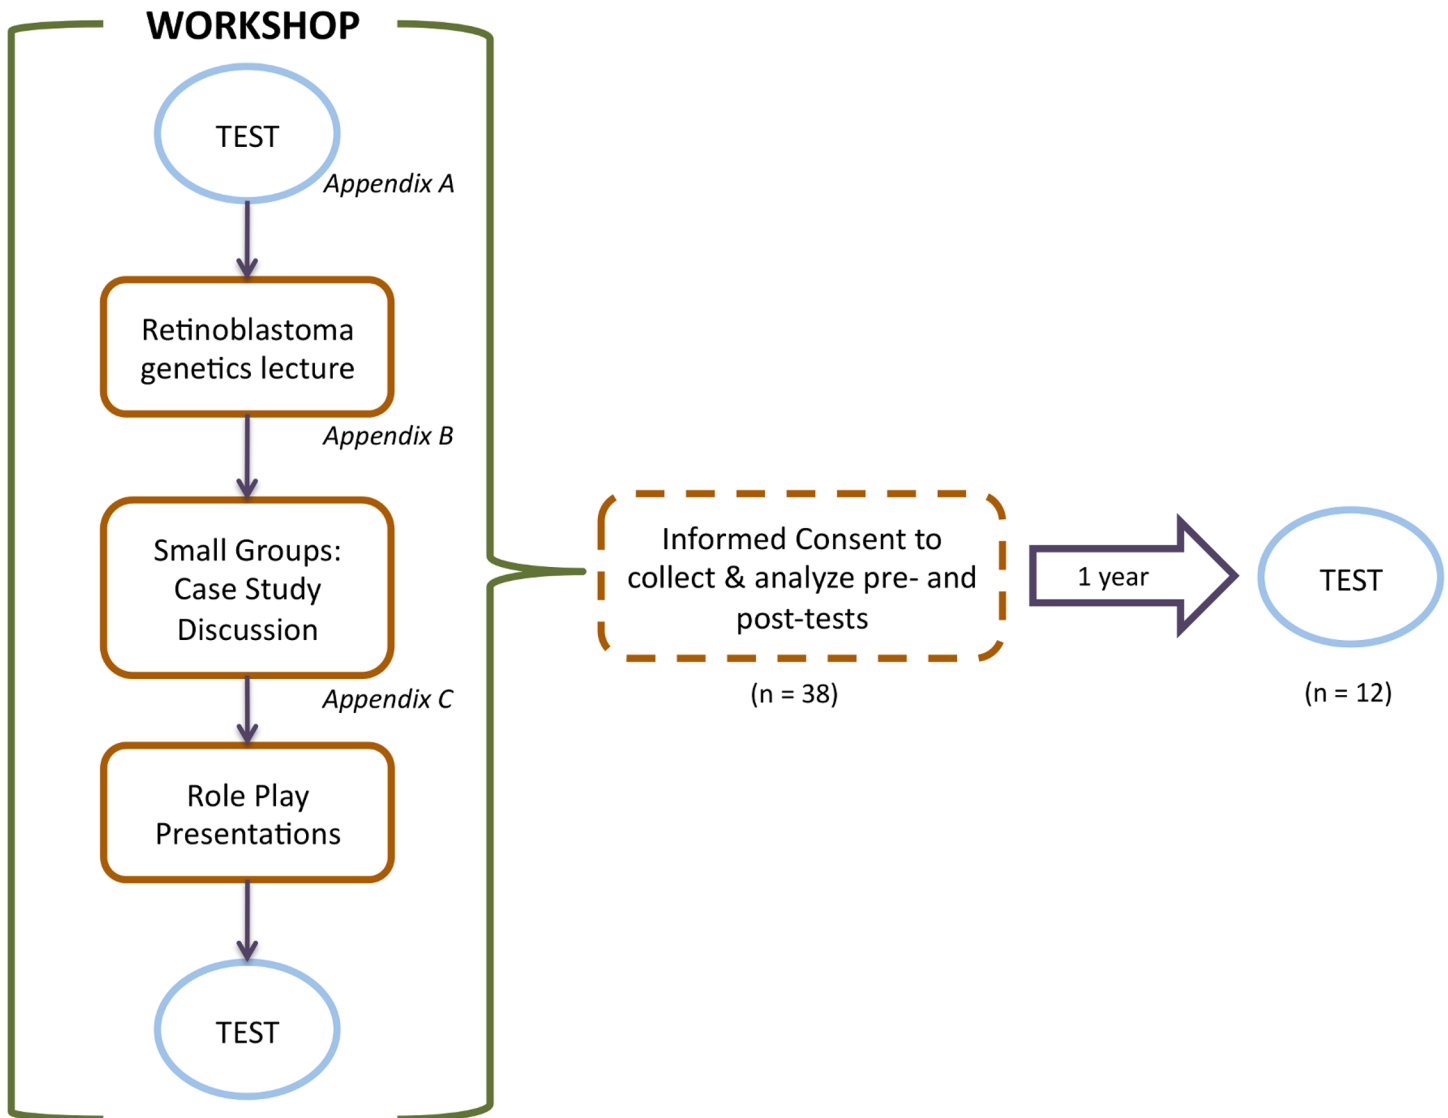 WORKSHOP
TEST
Appendix A
Retinoblastoma
genetics lecture
Appendix B
Small Groups:
Case Study
Discussion
Appendix C
Role Play
Presentations
TEST
Informed Consent to
collect & analyze pre- and
post-tests
(n = 38)
1 year
TEST
(n = 12)